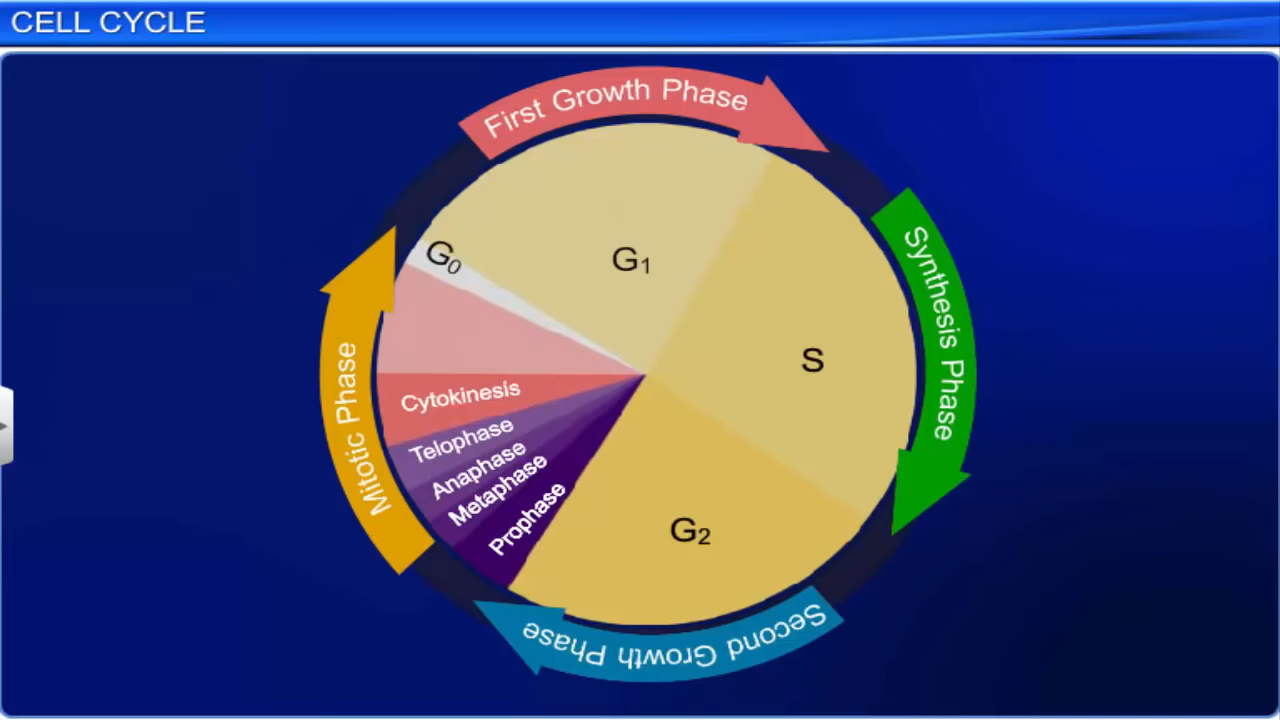 CELL CYCLE
First Growth Phase
Synthesis Phase
Second Growth Phase
Mitotic Phase
G₀
G₁
S
G₂
Cytokinesis
Telophase
Anaphase
Metaphase
Prophase